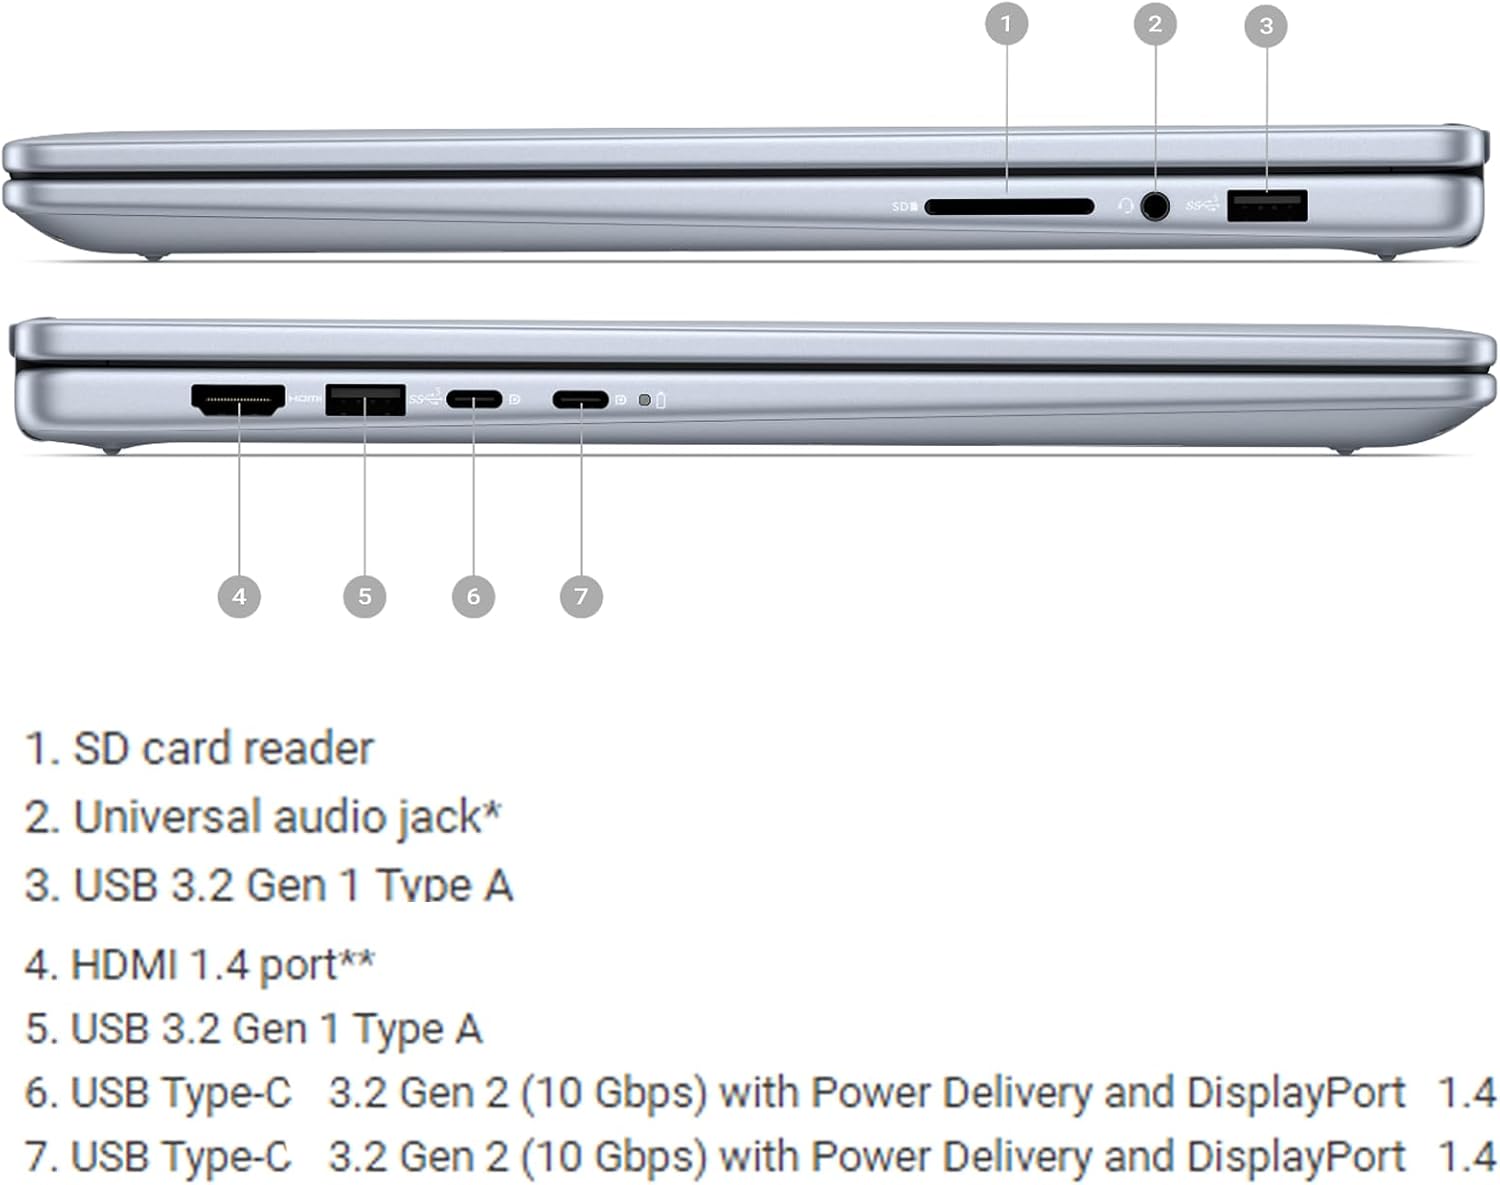 1 2 3
SD SS
HDMI SS D D
4 5 6 7
1. SD card reader
2. Universal audio jack*
3. USB 3.2 Gen 1 Type A
4. HDMI 1.4 port**
5. USB 3.2 Gen 1 Type A
6. USB Type-C 3.2 Gen 2 (10 Gbps) with Power Delivery and DisplayPort 1.4
7. USB Type-C 3.2 Gen 2 (10 Gbps) with Power Delivery and DisplayPort 1.4